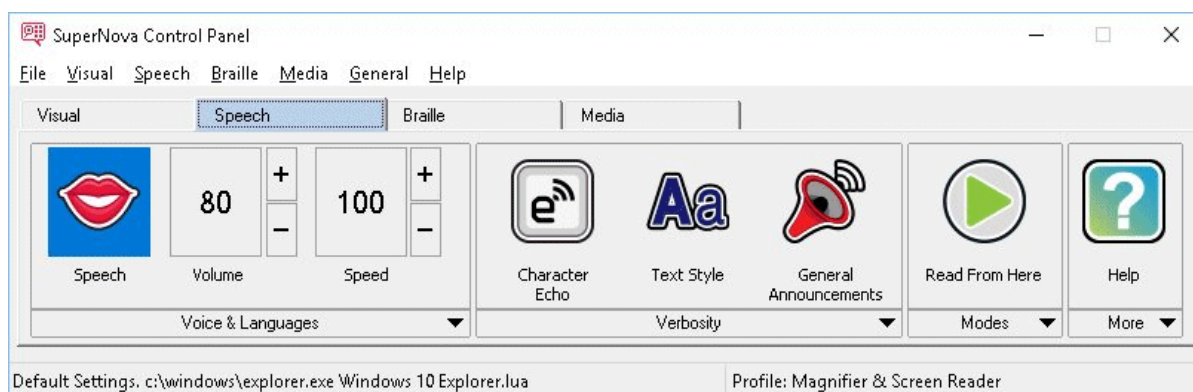 SuperNova Control Panel
File Visual Speech Braille Media General Help
Visual Speech Braille Media
80 + - 100 + - e Aa ?
Speech Volume Speed Character Echo Text Style General Announcements Read From Here Help
Voice & Languages Verbosity Modes More
Default Settings. c:\windows\explorer.exe Windows 10 Explorer.lua Profile: Magnifier & Screen Reader